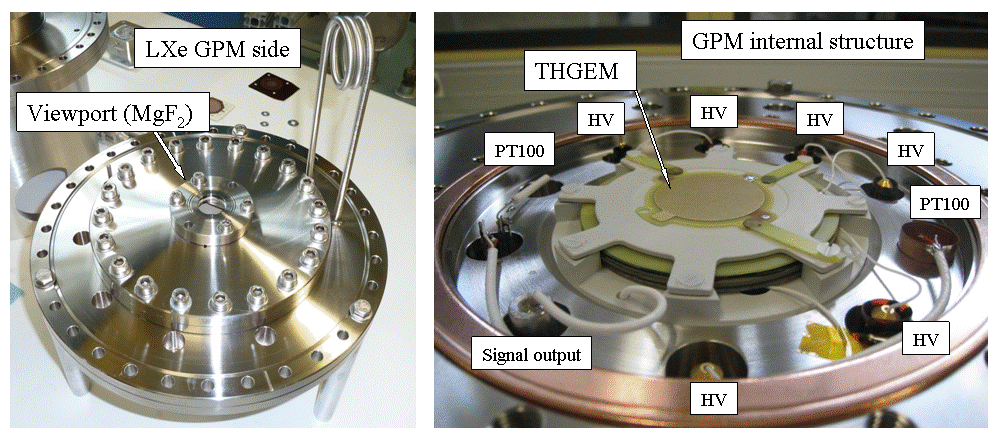 LXe GPM side
Viewport (MgF₂)
GPM internal structure
THGEM
HV
HV
HV
HV
PT100
PT100
Signal output
HV
HV